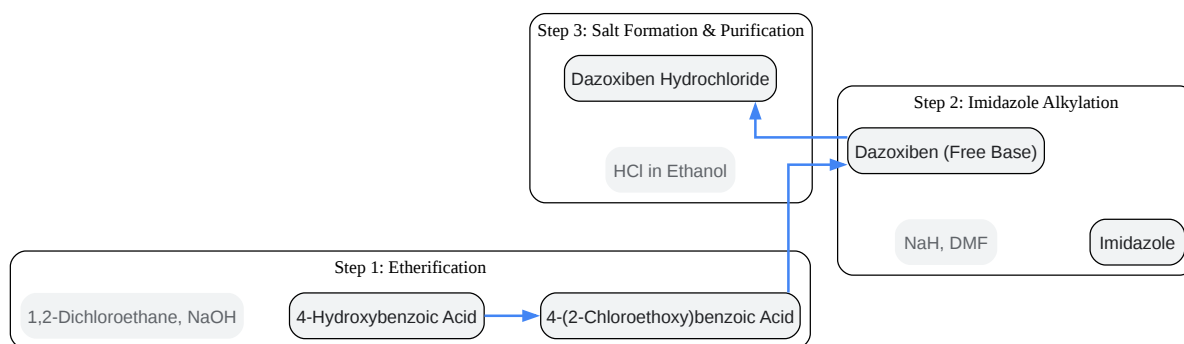 Step 3: Salt Formation & Purification
Dazoxiben Hydrochloride
HCl in Ethanol
Step 2: Imidazole Alkylation
Dazoxiben (Free Base)
NaH, DMF
Imidazole
Step 1: Etherification
1,2-Dichloroethane, NaOH
4-Hydroxybenzoic Acid
4-(2-Chloroethoxy)benzoic Acid